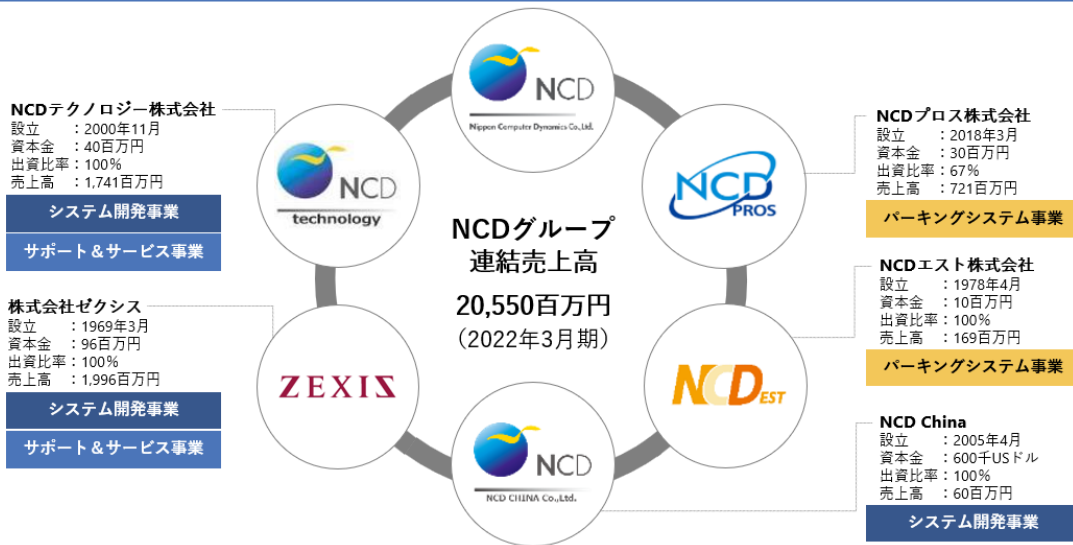 NCD
Nippon Computer Dynamics Co.,Ltd.
NCDテクノロジー株式会社
設立 ：2000年11月
資本金 ：40百万円
出資比率：100%
売上高 ：1,741百万円
システム開発事業
サポート＆サービス事業
NCD
technology
NCDプロス株式会社
設立 ：2018年3月
資本金 ：30百万円
出資比率：67%
売上高 ：721百万円
パーキングシステム事業
NCD
PROS
NCDグループ
連結売上高
20,550百万円
（2022年3月期）
株式会社ゼクシス
設立 ：1969年3月
資本金 ：96百万円
出資比率：100%
売上高 ：1,996百万円
システム開発事業
サポート＆サービス事業
ZEXIS
NCDエスト株式会社
設立 ：1978年4月
資本金 ：10百万円
出資比率：100%
売上高 ：169百万円
パーキングシステム事業
NCD EST
NCD
NCD CHINA Co.,Ltd.
NCD China
設立 ：2005年4月
資本金 ：600千USドル
出資比率：100%
売上高 ：60百万円
システム開発事業